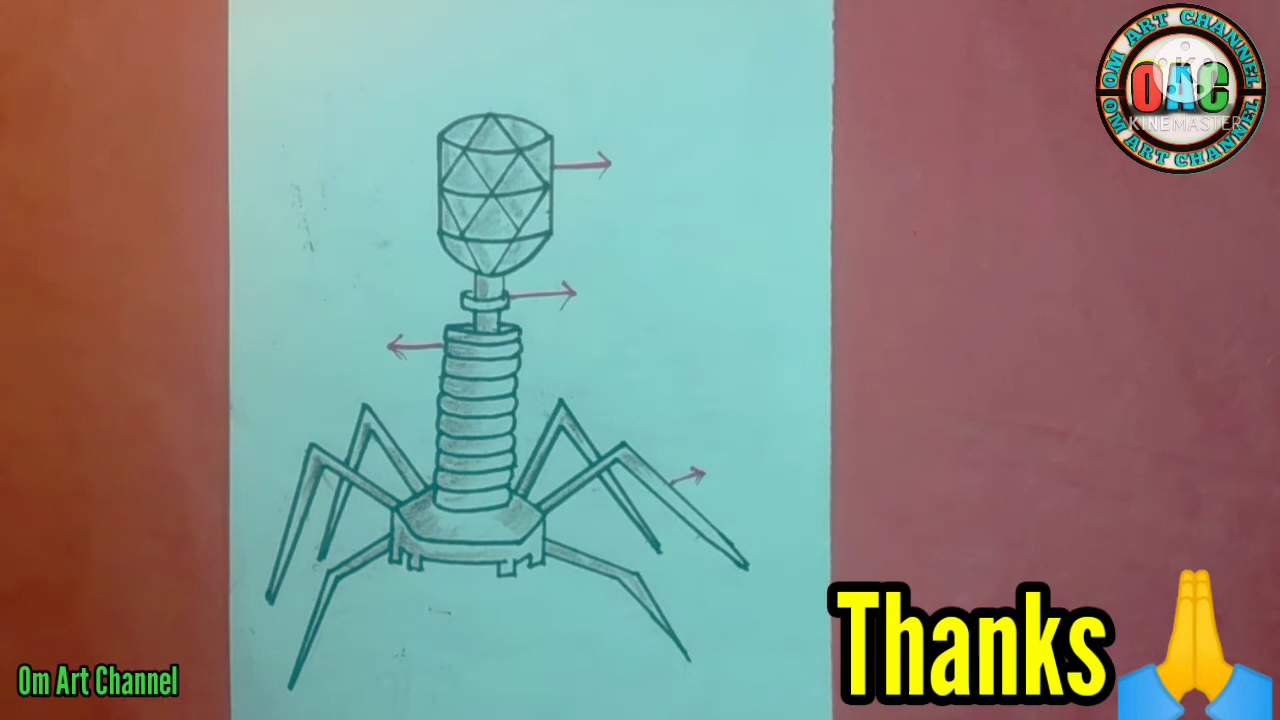 OM ART CHANNEL
OAC
KINEMASTER
OM ART CHANNEL
Thanks
Om Art Channel